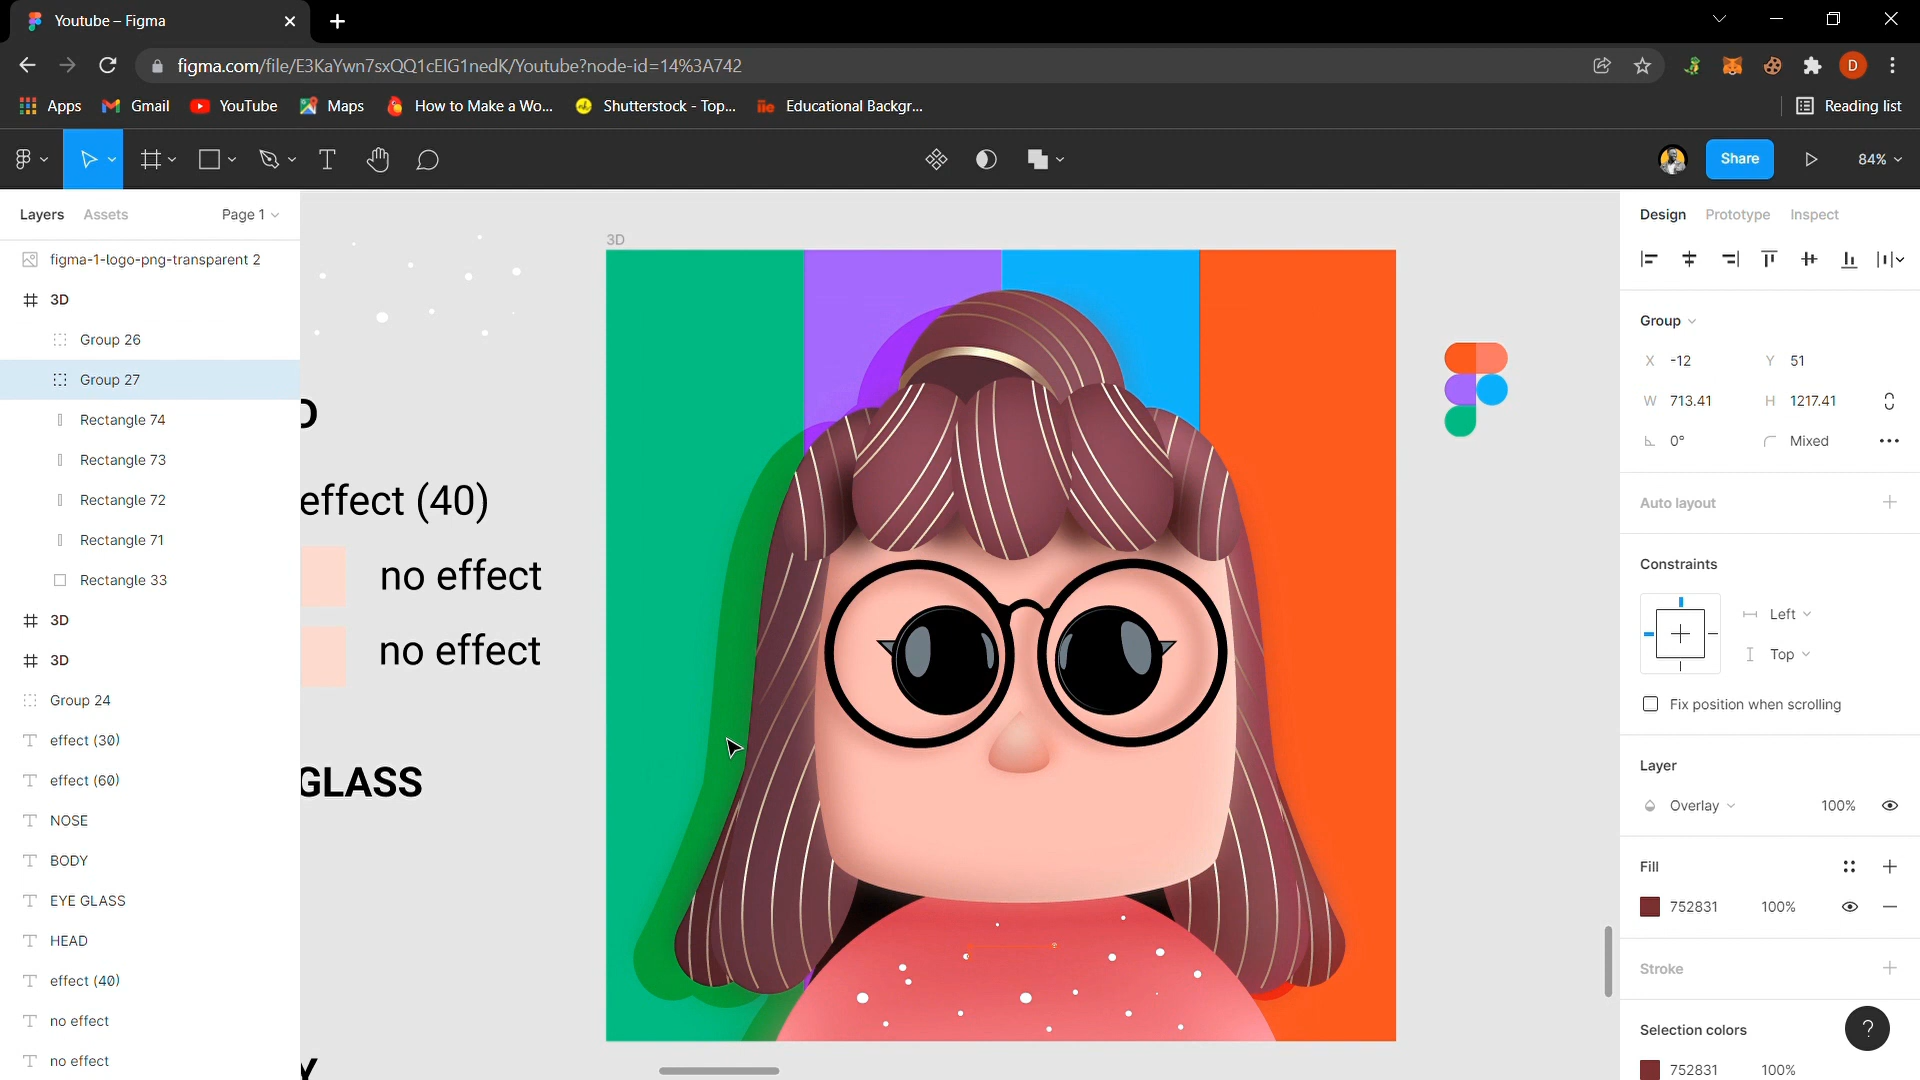 Youtube – Figma
figma.com/file/E3KaYwn7sxQQ1cEIG1nedK/Youtube?node-id=14%3A742
D
Apps
Gmail
YouTube
Maps
How to Make a Wo...
Shutterstock - Top...
Educational Backgr...
Reading list
Share
84%
Layers
Assets
Page 1
figma-1-logo-png-transparent 2
3D
Group 26
Group 27
Rectangle 74
Rectangle 73
Rectangle 72
Rectangle 71
Rectangle 33
3D
3D
Group 24
effect (30)
effect (60)
NOSE
BODY
EYE GLASS
HEAD
effect (40)
no effect
no effect
3D
D
effect (40)
no effect
no effect
GLASS
Design
Prototype
Inspect
Group
X -12
Y 51
W 713.41
H 1217.41
0°
Mixed
Auto layout
Constraints
Left
Top
Fix position when scrolling
Layer
Overlay
100%
Fill
752831
100%
Stroke
Selection colors
752831
100%
?